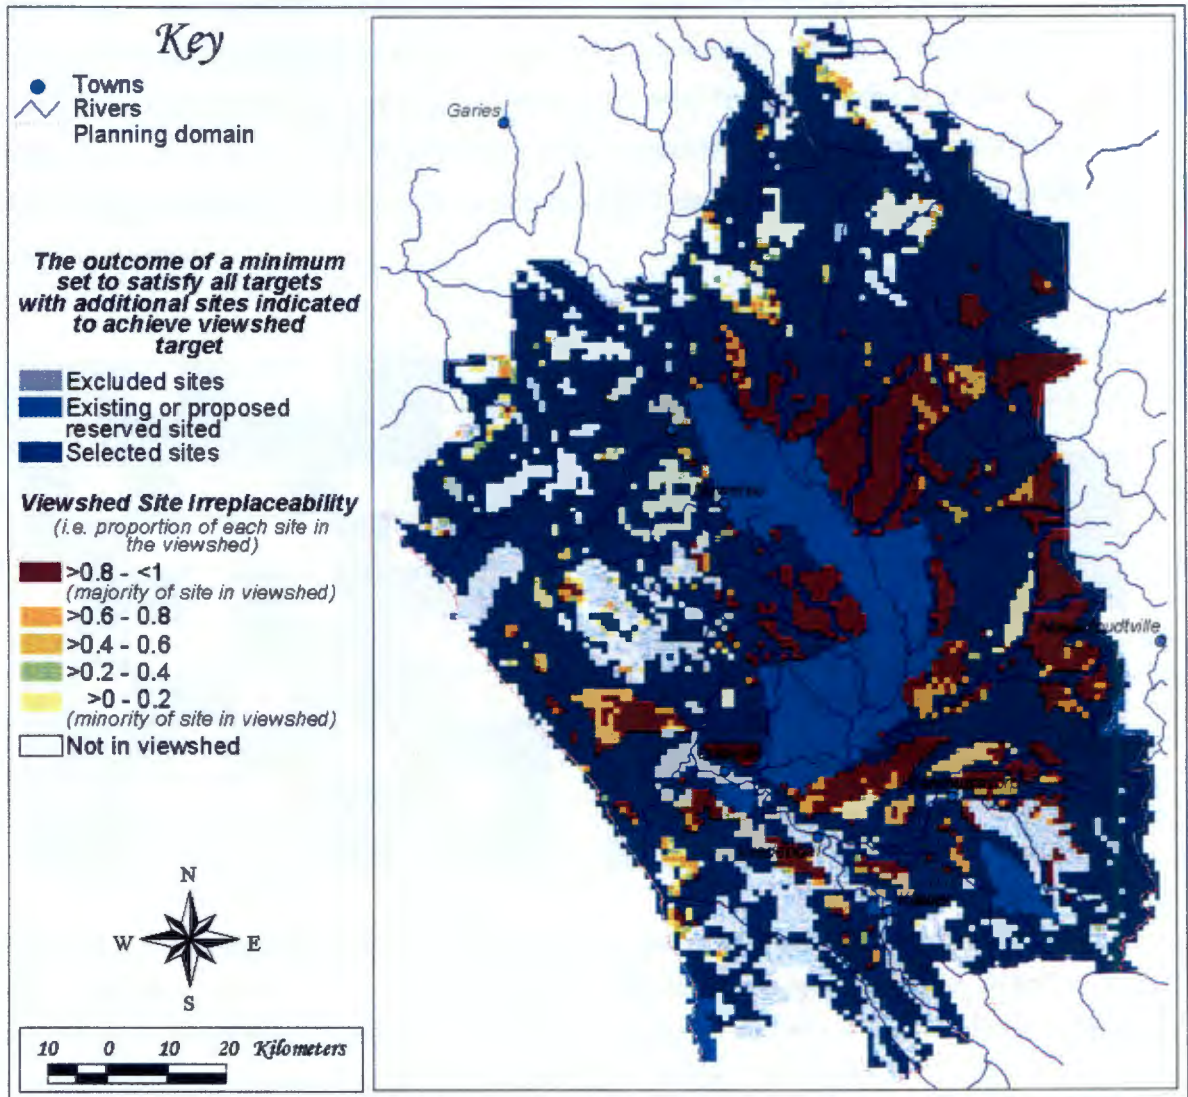 Key
Towns
Rivers
Planning domain
The outcome of a minimum
set to satisfy all targets
with additional sites indicated
to achieve viewshed
target
Excluded sites
Existing or proposed
reserved sited
Selected sites
Viewshed Site Irreplaceability
(i.e. proportion of each site in
the viewshed)
>0.8 - <1
(majority of site in viewshed)
>0.6 - 0.8
>0.4 - 0.6
>0.2 - 0.4
>0 - 0.2
(minority of site in viewshed)
Not in viewshed
N
W E
S
10 0 10 20 Kilometers
Garies